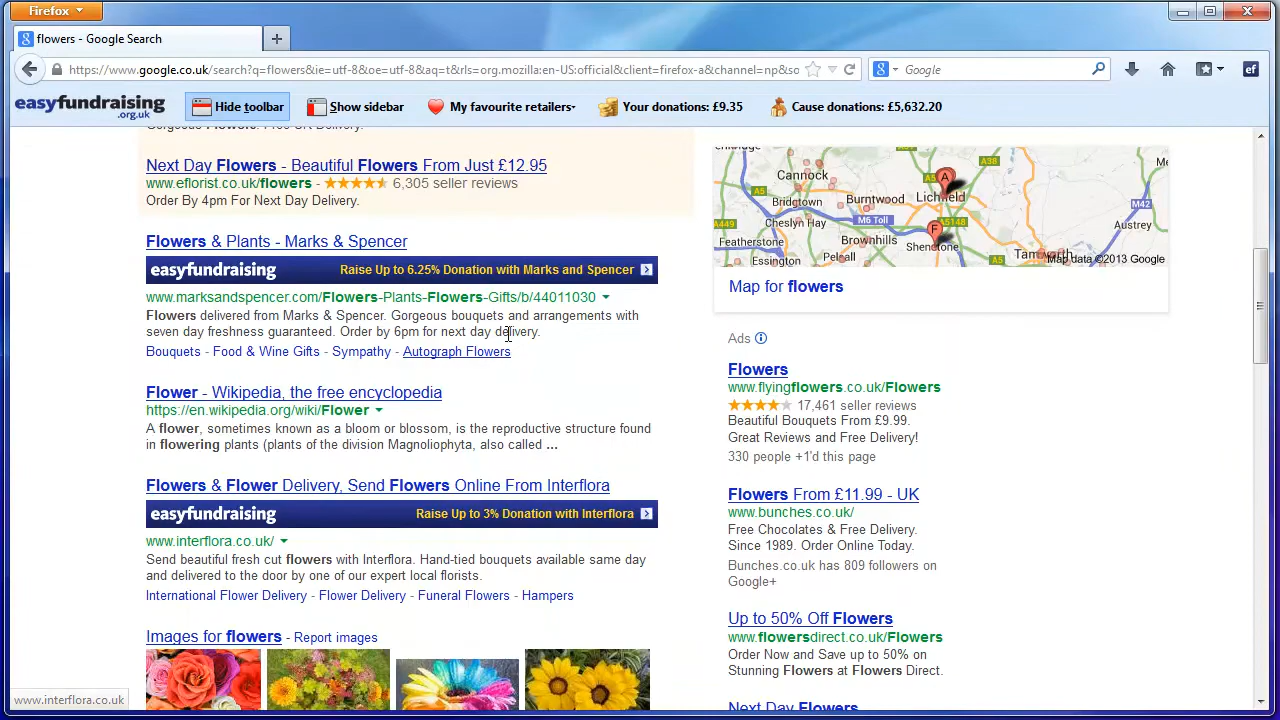 Firefox
flowers - Google Search
https://www.google.co.uk/search?q=flowers&ie=utf-8&oe=utf-8&aq=t&rls=org.mozilla:en-US:official&client=firefox-a&channel=np&so
Google
easyfundraising .org.uk
Hide toolbar
Show sidebar
My favourite retailers
Your donations: £9.35
Cause donations: £5,632.20
Gorgeous Flowers. Free UK Delivery.
Next Day Flowers - Beautiful Flowers From Just £12.95
www.eflorist.co.uk/flowers - 6,305 seller reviews
Order By 4pm For Next Day Delivery.
Flowers & Plants - Marks & Spencer
easyfundraising Raise Up to 6.25% Donation with Marks and Spencer
www.marksandspencer.com/Flowers-Plants-Flowers-Gifts/b/44011030
Flowers delivered from Marks & Spencer. Gorgeous bouquets and arrangements with
seven day freshness guaranteed. Order by 6pm for next day delivery.
Bouquets - Food & Wine Gifts - Sympathy - Autograph Flowers
Flower - Wikipedia, the free encyclopedia
https://en.wikipedia.org/wiki/Flower
A flower, sometimes known as a bloom or blossom, is the reproductive structure found
in flowering plants (plants of the division Magnoliophyta, also called ...
Flowers & Flower Delivery, Send Flowers Online From Interflora
easyfundraising Raise Up to 3% Donation with Interflora
www.interflora.co.uk/
Send beautiful fresh cut flowers with Interflora. Hand-tied bouquets available same day
and delivered to the door by one of our expert local florists.
International Flower Delivery - Flower Delivery - Funeral Flowers - Hampers
Images for flowers - Report images
www.interflora.co.uk
A38
Cannock
A
A5
Bridgtown
Burntwood
Lichfield
M42
M6 Toll
A5148
Cheslyn Hay
A449
F
Austrey
Featherstone
Brownhills
Shenstone
Essington
Pelsall
A5
Tamworth
Map data ©2013 Google
Map for flowers
Ads
Flowers
www.flyingflowers.co.uk/Flowers
17,461 seller reviews
Beautiful Bouquets From £9.99.
Great Reviews and Free Delivery!
330 people +1'd this page
Flowers From £11.99 - UK
www.bunches.co.uk/
Free Chocolates & Free Delivery.
Since 1989. Order Online Today.
Bunches.co.uk has 809 followers on
Google+
Up to 50% Off Flowers
www.flowersdirect.co.uk/Flowers
Order Now and Save up to 50% on
Stunning Flowers at Flowers Direct.
Next Day Flowers